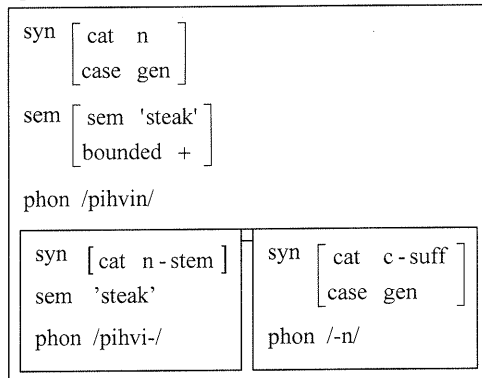 syn [cat n
case gen]
sem [sem 'steak'
bounded +]
phon /pihvin/
syn [cat n - stem]
sem 'steak'
phon /pihvi-/
syn [cat c - suff
case gen]
phon /-n/